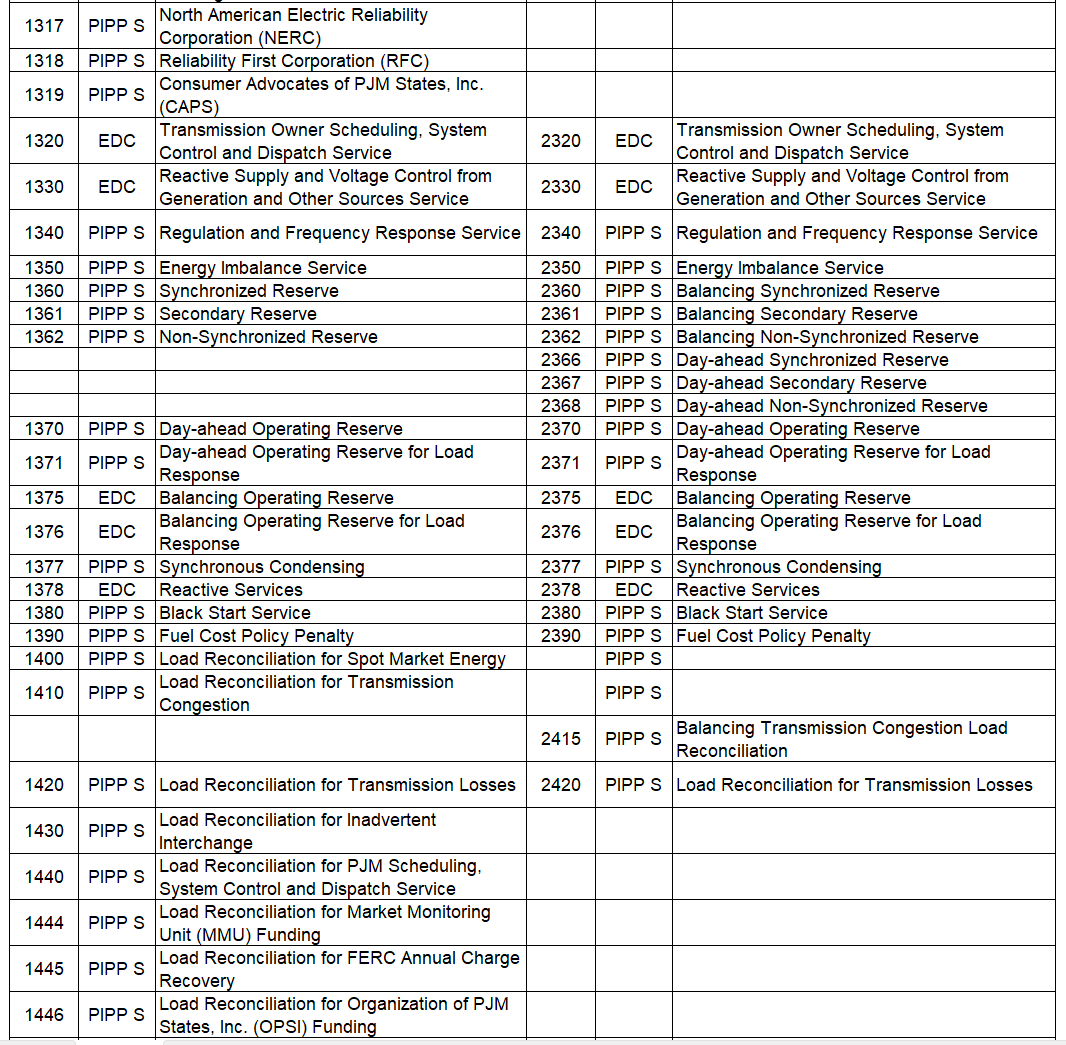 1317 PIPP S North American Electric Reliability
Corporation (NERC)
1318 PIPP S Reliability First Corporation (RFC)
1319 PIPP S Consumer Advocates of PJM States, Inc.
(CAPS)
1320 EDC Transmission Owner Scheduling, System
Control and Dispatch Service 2320 EDC Transmission Owner Scheduling, System
Control and Dispatch Service
1330 EDC Reactive Supply and Voltage Control from
Generation and Other Sources Service 2330 EDC Reactive Supply and Voltage Control from
Generation and Other Sources Service
1340 PIPP S Regulation and Frequency Response Service 2340 PIPP S Regulation and Frequency Response Service
1350 PIPP S Energy Imbalance Service 2350 PIPP S Energy Imbalance Service
1360 PIPP S Synchronized Reserve 2360 PIPP S Balancing Synchronized Reserve
1361 PIPP S Secondary Reserve 2361 PIPP S Balancing Secondary Reserve
1362 PIPP S Non-Synchronized Reserve 2362 PIPP S Balancing Non-Synchronized Reserve
2366 PIPP S Day-ahead Synchronized Reserve
2367 PIPP S Day-ahead Secondary Reserve
2368 PIPP S Day-ahead Non-Synchronized Reserve
1370 PIPP S Day-ahead Operating Reserve 2370 PIPP S Day-ahead Operating Reserve
1371 PIPP S Day-ahead Operating Reserve for Load
Response 2371 PIPP S Day-ahead Operating Reserve for Load
Response
1375 EDC Balancing Operating Reserve 2375 EDC Balancing Operating Reserve
1376 EDC Balancing Operating Reserve for Load
Response 2376 EDC Balancing Operating Reserve for Load
Response
1377 PIPP S Synchronous Condensing 2377 PIPP S Synchronous Condensing
1378 EDC Reactive Services 2378 EDC Reactive Services
1380 PIPP S Black Start Service 2380 PIPP S Black Start Service
1390 PIPP S Fuel Cost Policy Penalty 2390 PIPP S Fuel Cost Policy Penalty
1400 PIPP S Load Reconciliation for Spot Market Energy PIPP S
1410 PIPP S Load Reconciliation for Transmission
Congestion PIPP S
2415 PIPP S Balancing Transmission Congestion Load
Reconciliation
1420 PIPP S Load Reconciliation for Transmission Losses 2420 PIPP S Load Reconciliation for Transmission Losses
1430 PIPP S Load Reconciliation for Inadvertent
Interchange
1440 PIPP S Load Reconciliation for PJM Scheduling,
System Control and Dispatch Service
1444 PIPP S Load Reconciliation for Market Monitoring
Unit (MMU) Funding
1445 PIPP S Load Reconciliation for FERC Annual Charge
Recovery
1446 PIPP S Load Reconciliation for Organization of PJM
States, Inc. (OPSI) Funding